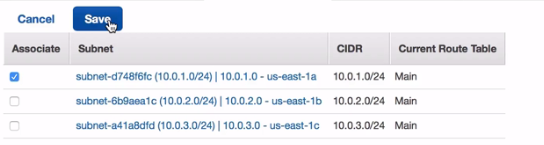 Cancel Save
Associate Subnet CIDR Current Route Table
subnet-d748f6fc (10.0.1.0/24) | 10.0.1.0 - us-east-1a 10.0.1.0/24 Main
subnet-6b9aea1c (10.0.2.0/24) | 10.0.2.0 - us-east-1b 10.0.2.0/24 Main
subnet-a41a8dfd (10.0.3.0/24) | 10.0.3.0 - us-east-1c 10.0.3.0/24 Main